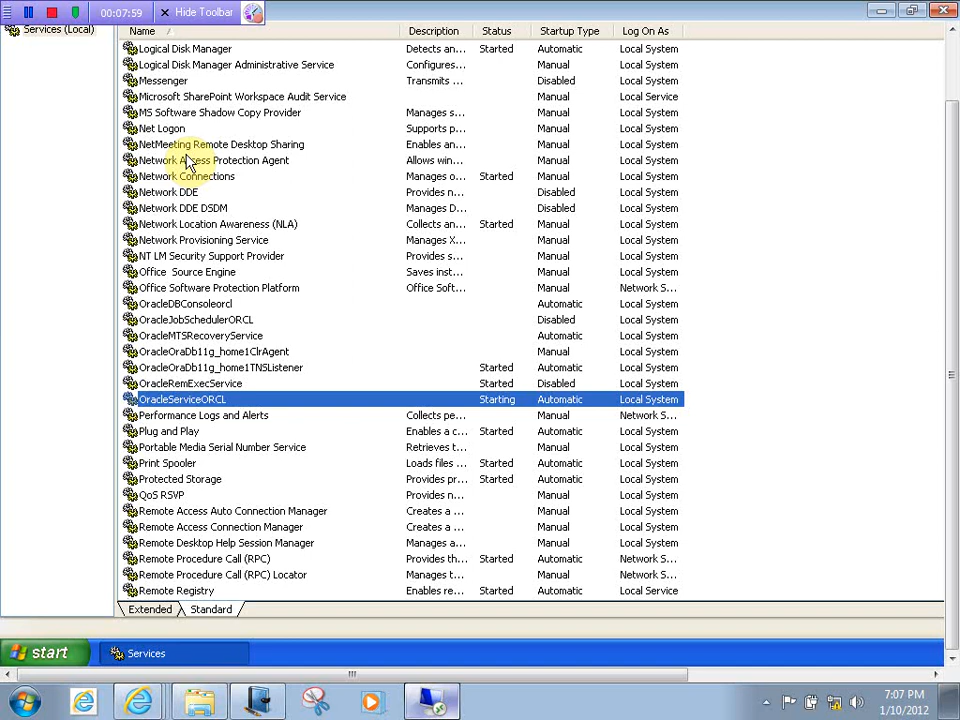 00:07:59 Hide Toolbar
Services (Local)
Name Description Status Startup Type Log On As
Logical Disk Manager Detects an... Started Automatic Local System
Logical Disk Manager Administrative Service Configures... Manual Local System
Messenger Transmits ... Disabled Local System
Microsoft SharePoint Workspace Audit Service Manual Local Service
MS Software Shadow Copy Provider Manages s... Manual Local System
Net Logon Supports p... Manual Local System
NetMeeting Remote Desktop Sharing Enables an... Manual Local System
Network Access Protection Agent Allows win... Manual Local System
Network Connections Manages o... Started Manual Local System
Network DDE Provides n... Disabled Local System
Network DDE DSDM Manages D... Disabled Local System
Network Location Awareness (NLA) Collects an... Started Manual Local System
Network Provisioning Service Manages X... Manual Local System
NT LM Security Support Provider Provides s... Manual Local System
Office Source Engine Saves inst... Manual Local System
Office Software Protection Platform Office Soft... Manual Network S...
OracleDBConsoleorcl Automatic Local System
OracleJobSchedulerORCL Disabled Local System
OracleMTSRecoveryService Automatic Local System
OracleOraDb11g_home1ClrAgent Manual Local System
OracleOraDb11g_home1TNSListener Started Automatic Local System
OracleRemExecService Started Disabled Local System
OracleServiceORCL Starting Automatic Local System
Performance Logs and Alerts Collects pe... Manual Network S...
Plug and Play Enables a c... Started Automatic Local System
Portable Media Serial Number Service Retrieves t... Manual Local System
Print Spooler Loads files ... Started Automatic Local System
Protected Storage Provides pr... Started Automatic Local System
QoS RSVP Provides n... Manual Local System
Remote Access Auto Connection Manager Creates a ... Manual Local System
Remote Access Connection Manager Creates a ... Manual Local System
Remote Desktop Help Session Manager Manages a... Manual Local System
Remote Procedure Call (RPC) Provides th... Started Automatic Network S...
Remote Procedure Call (RPC) Locator Manages t... Manual Network S...
Remote Registry Enables re... Started Automatic Local Service
Extended Standard
start Services
7:07 PM
1/10/2012